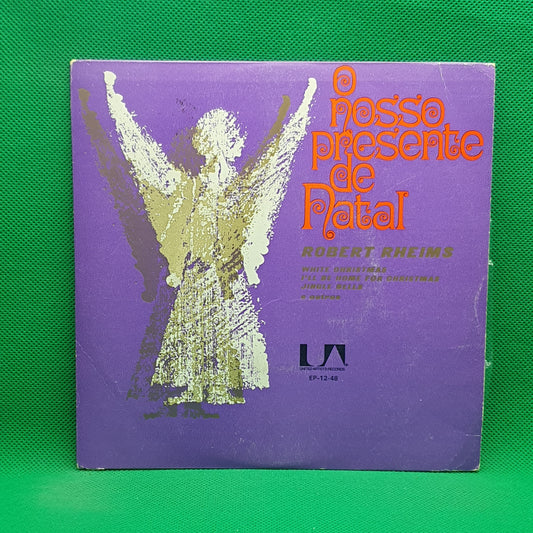 O
nosso
presente
de
Natal
ROBERT RHEIMS
WHITE CHRISTMAS
I'LL BE HOME FOR CHRISTMAS
JINGLE BELLS
e outros
UA
UNITED ARTISTS RECORDS
EP-12-48